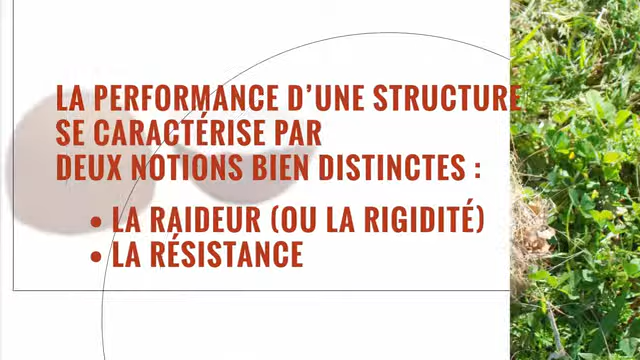 LA PERFORMANCE D'UNE STRUCTURE
SE CARACTÉRISE PAR
DEUX NOTIONS BIEN DISTINCTES :
• LA RAIDEUR (OU LA RIGIDITÉ)
• LA RÉSISTANCE